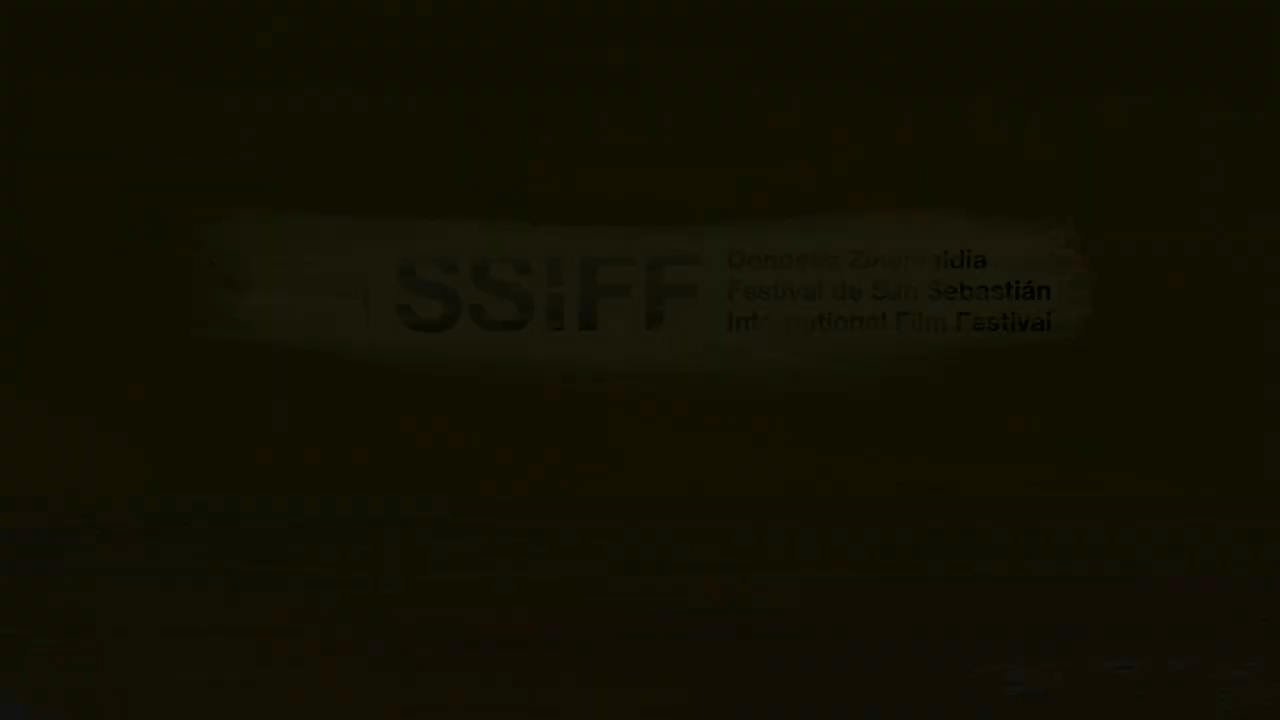 SSIFF
Donostia Zinemaldia
Festival de San Sebastián
International Film Festival